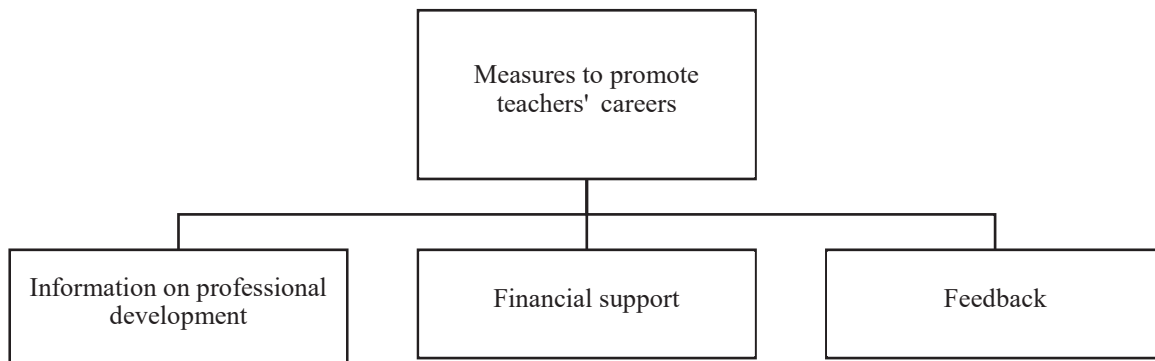 Measures to promote
teachers' careers
Information on professional
development
Financial support
Feedback